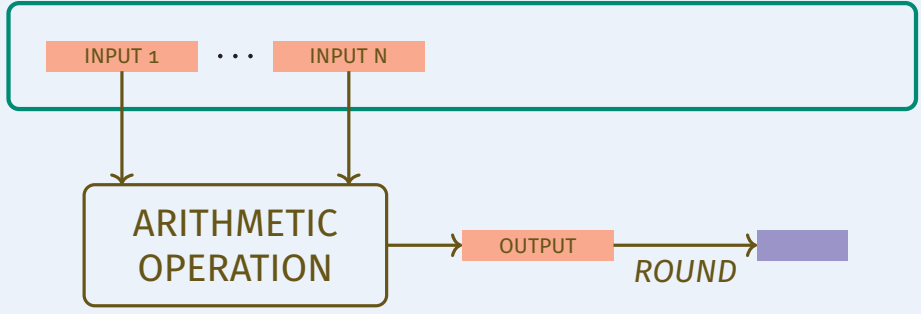 INPUT 1 ··· INPUT N
ARITHMETIC
OPERATION
OUTPUT
ROUND